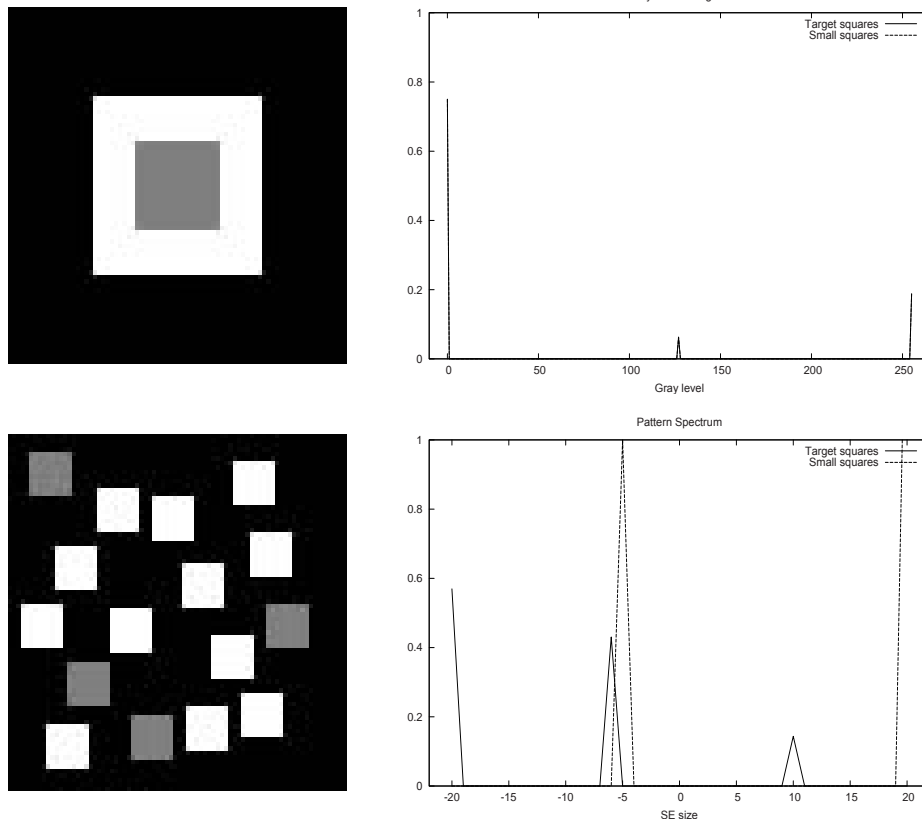 1
Target squares
Small squares
0.8
0.6
0.4
0.2
0
0 50 100 150 200 250
Gray level
Pattern Spectrum
1
Target squares
Small squares
0.8
0.6
0.4
0.2
0
-20 -15 -10 -5 0 5 10 15 20
SE size